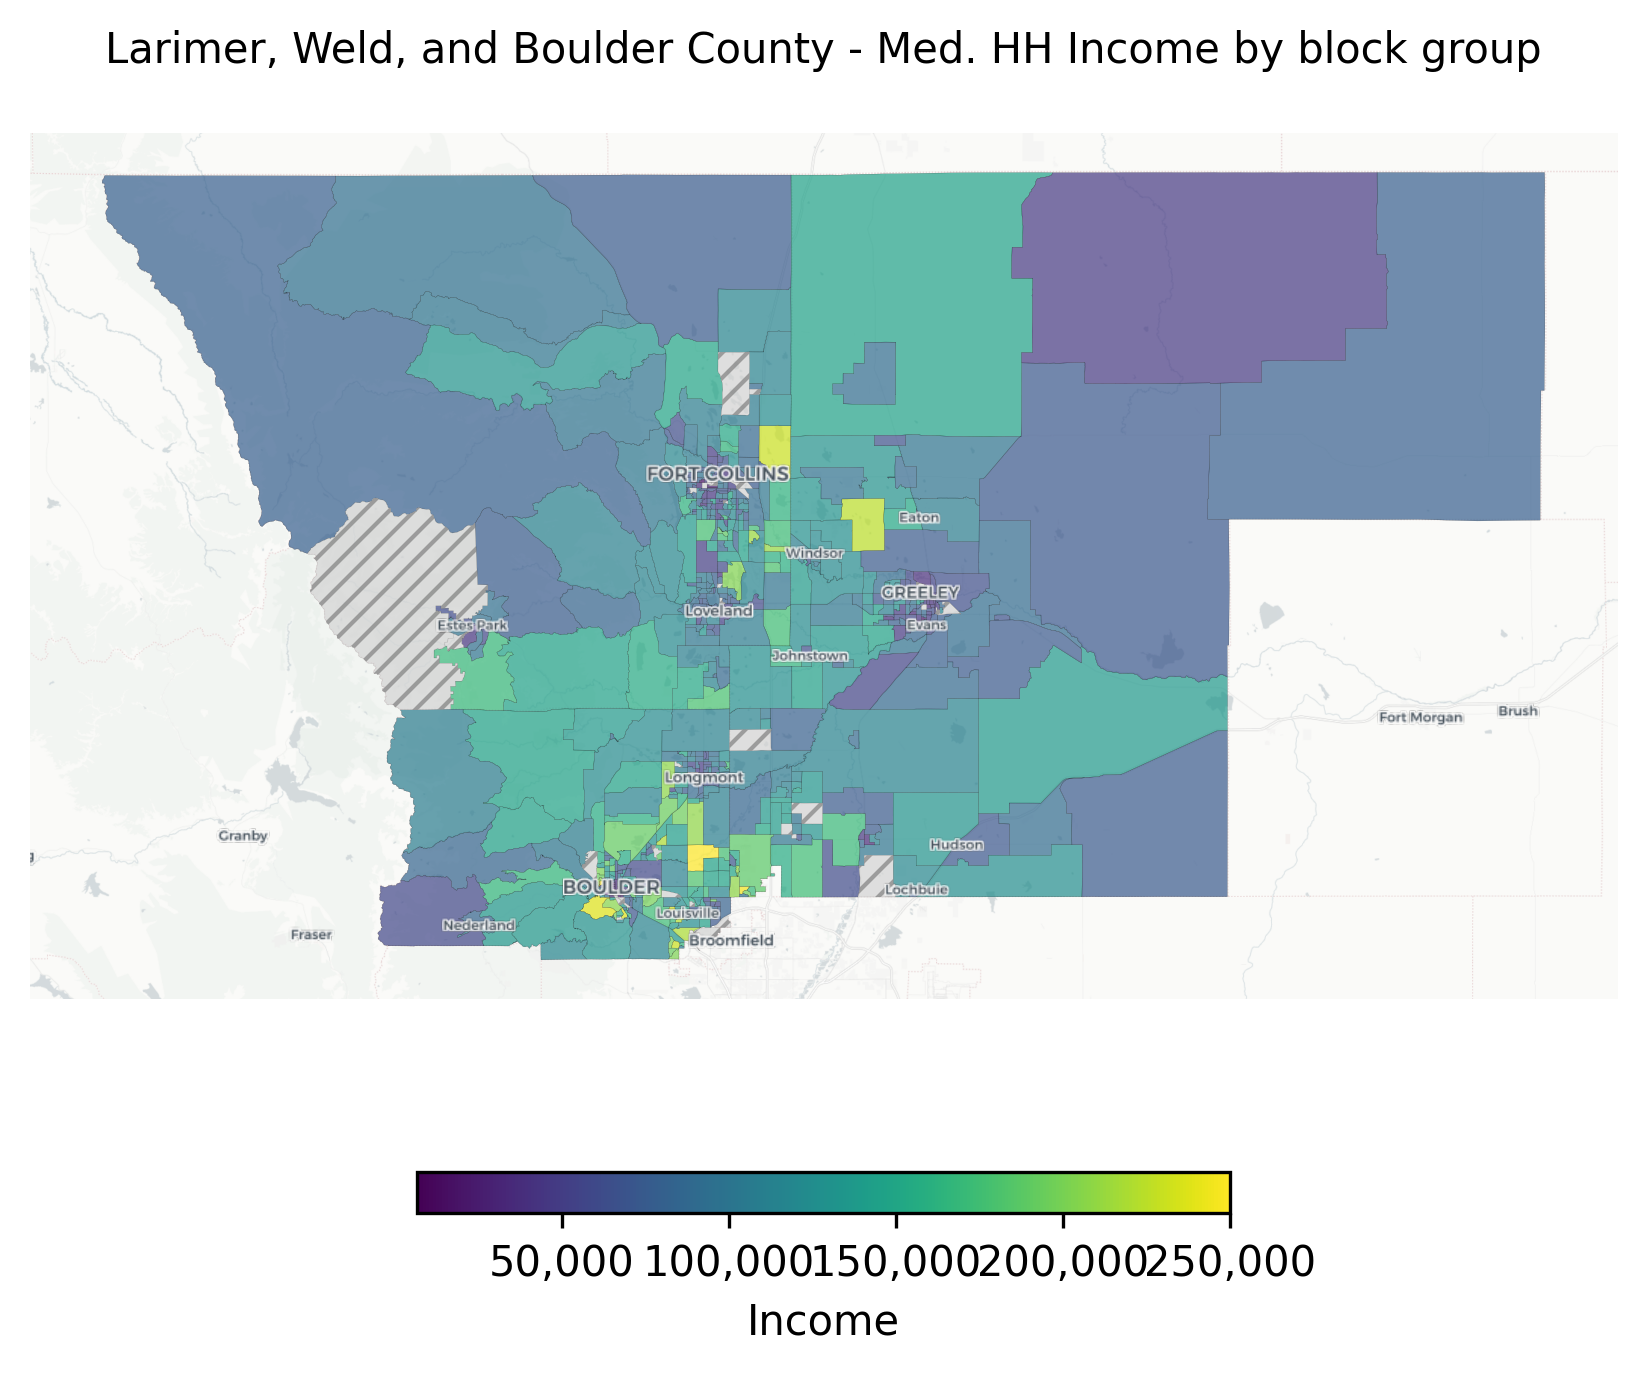 Larimer, Weld, and Boulder County - Med. HH Income by block group
FORT COLLINS
Eaton
Windsor
GREELEY
Loveland
Estes Park
Evans
Johnstown
Fort Morgan
Brush
Longmont
Granby
Hudson
BOULDER
Lochbuie
Louisville
Nederland
Fraser
Broomfield
50,000 100,000 150,000 200,000 250,000
Income